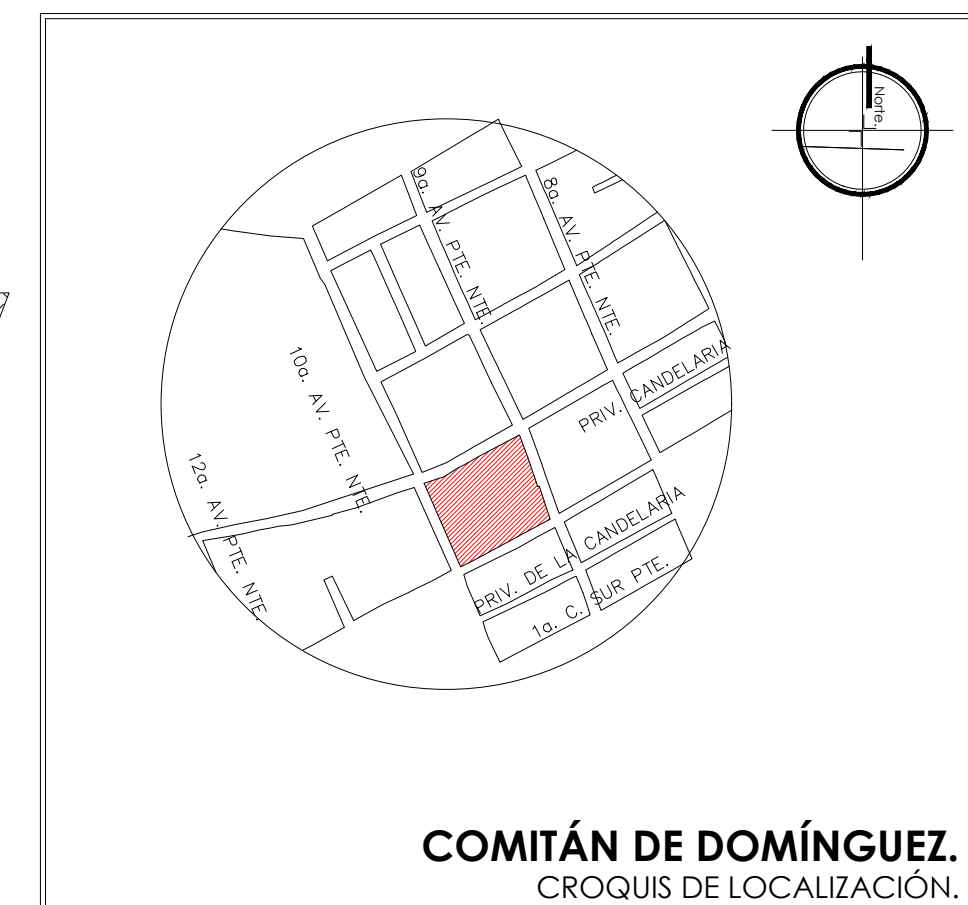 Norte.
9a. AV. PTE. NTE.
8a. AV. PTE. NTE.
10a. AV. PTE. NTE.
12a. AV. PTE. NTE.
PRIV. CANDELARIA
PRIV. DE LA CANDELARIA
1a. C. SUR PTE.
COMITÁN DE DOMÍNGUEZ.
CROQUIS DE LOCALIZACIÓN.